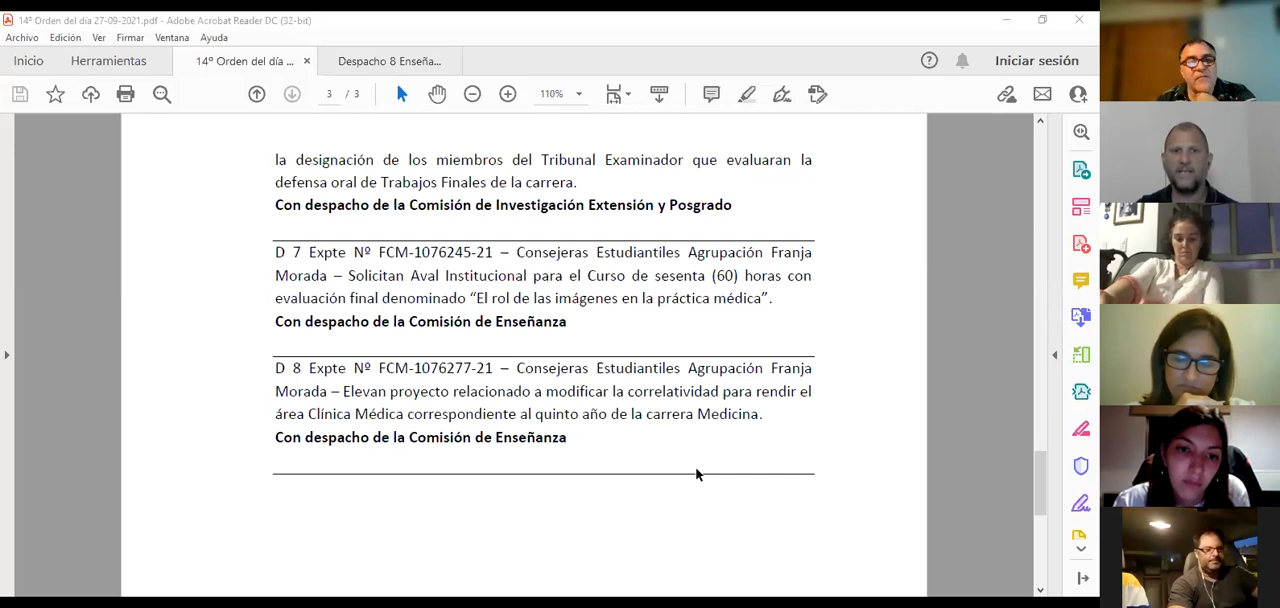 14º Orden del día 27-09-2021.pdf - Adobe Acrobat Reader DC (32-bit)
Archivo Edición Ver Firmar Ventana Ayuda
Inicio Herramientas 14º Orden del día ... × Despacho 8 Enseña... Iniciar sesión
3 / 3 110%
la designación de los miembros del Tribunal Examinador que evaluaran la
defensa oral de Trabajos Finales de la carrera.
Con despacho de la Comisión de Investigación Extensión y Posgrado
D 7 Expte Nº FCM-1076245-21 – Consejeras Estudiantiles Agrupación Franja
Morada – Solicitan Aval Institucional para el Curso de sesenta (60) horas con
evaluación final denominado “El rol de las imágenes en la práctica médica”.
Con despacho de la Comisión de Enseñanza
D 8 Expte Nº FCM-1076277-21 – Consejeras Estudiantiles Agrupación Franja
Morada – Elevan proyecto relacionado a modificar la correlatividad para rendir el
área Clínica Médica correspondiente al quinto año de la carrera Medicina.
Con despacho de la Comisión de Enseñanza